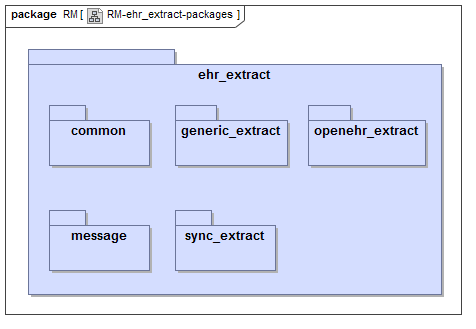 package RM [ RM-ehr_extract-packages ]
ehr_extract
common generic_extract openehr_extract
message sync_extract